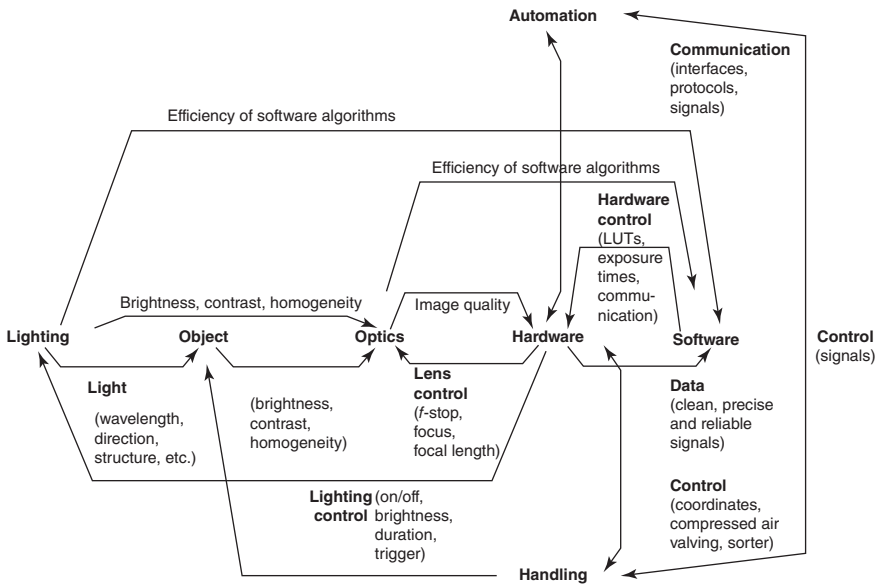 Automation
Communication
(interfaces,
protocols,
signals)
Efficiency of software algorithms
Efficiency of software algorithms
Hardware
control
(LUTs,
exposure
times,
commu-
nication)
Brightness, contrast, homogeneity
Image quality
Lighting
Object
Optics
Hardware
Software
Control
(signals)
Light
(wavelength,
direction,
structure, etc.)
(brightness,
contrast,
homogeneity)
Lens
control
(f-stop,
focus,
focal length)
Data
(clean, precise
and reliable
signals)
Lighting (on/off,
control brightness,
duration,
trigger)
Control
(coordinates,
compressed air
valving, sorter)
Handling